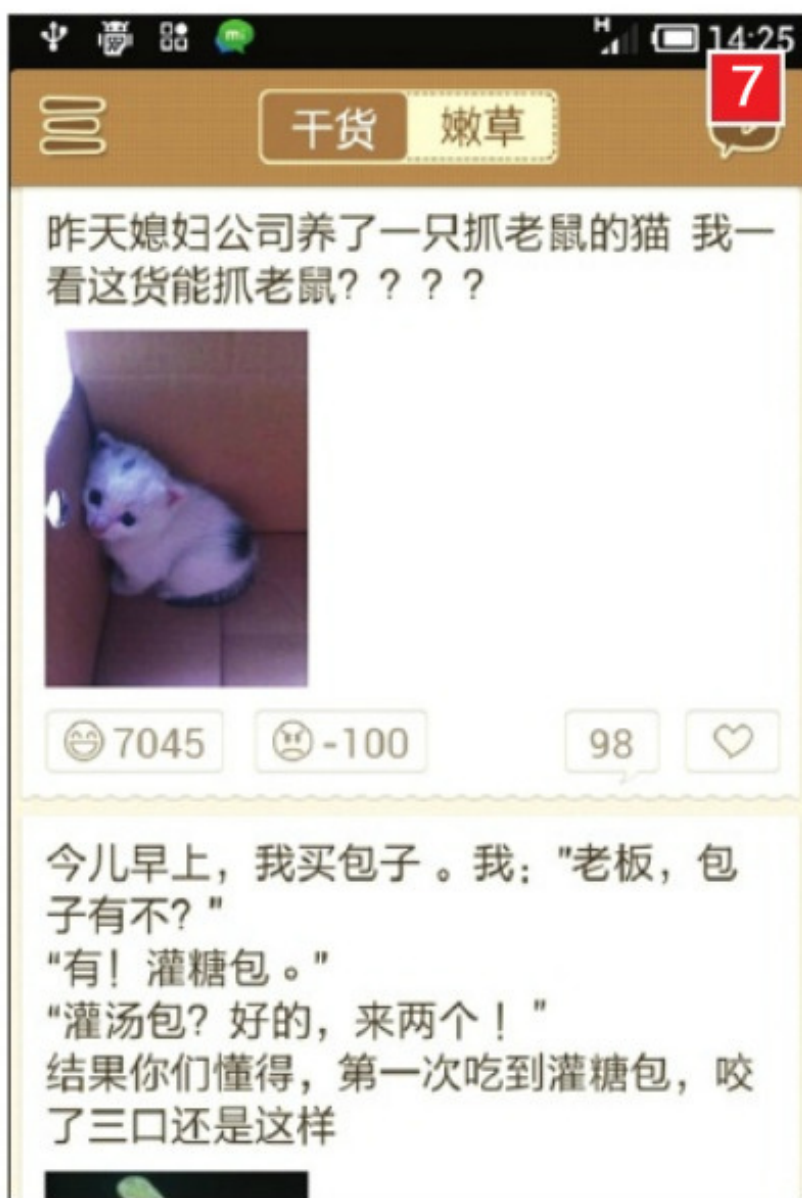 H 14:25
7
干货 嫩草
昨天媳妇公司养了一只抓老鼠的猫 我一
看这货能抓老鼠？？？？
7045 -100 98
今儿早上，我买包子。我："老板，包
子有不？"
“有！灌糖包。”
“灌汤包？好的，来两个！”
结果你们懂得，第一次吃到灌糖包，咬
了三口还是这样